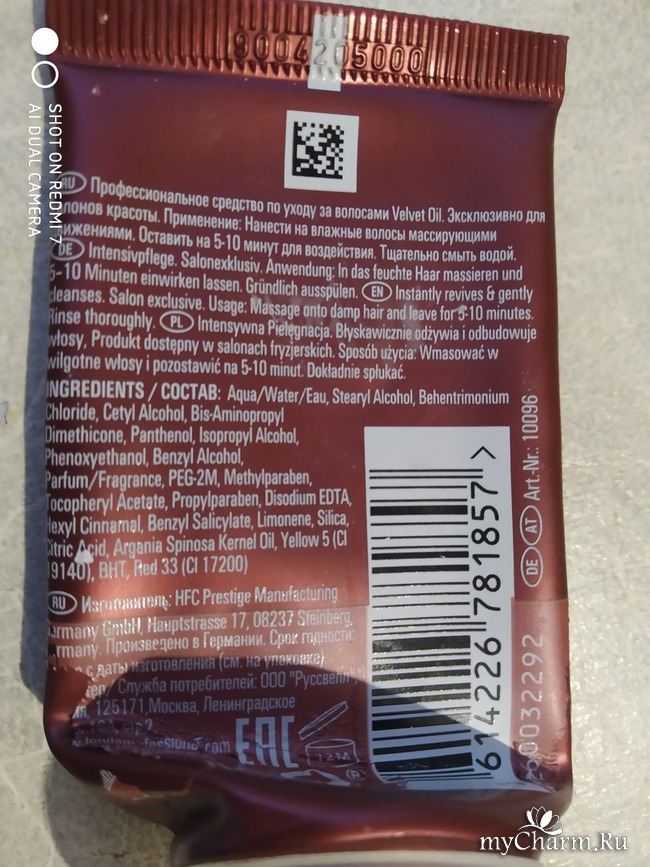 9004205000
SHOT ON REDMI 7
AI DUAL CAMERA
RU Профессиональное средство по уходу за волосами Velvet Oil. Эксклюзивно для
красоты. Применение: Нанести на влажные волосы массирующими
Оставить на 5-10 минут для воздействия. Тщательно смыть водой.
DE Intensivpflege. Salonexklusiv. Anwendung: In das feuchte Haar massieren und
5-10 Minuten einwirken lassen. Gründlich ausspülen. EN Instantly revives & gently
cleanses. Salon exclusive. Usage: Massage onto damp hair and leave for 5-10 minutes.
Rinse thoroughly. PL Intensywna Pielęgnacja. Błyskawicznie odżywia i odbudowuje
włosy, Produkt dostępny w salonach fryzjerskich. Sposób użycia: Wmasować w
wilgotne włosy i pozostawić na 5-10 minut. Dokładnie spłukać.
INGREDIENTS / СОСТАВ: Aqua/Water/Eau, Stearyl Alcohol, Behentrimonium
Chloride, Cetyl Alcohol, Bis-Aminopropyl
Dimethicone, Panthenol, Isopropyl Alcohol,
Phenoxyethanol, Benzyl Alcohol,
Parfum/Fragrance, PEG-2M, Methylparaben,
Tocopheryl Acetate, Propylparaben, Disodium EDTA,
Hexyl Cinnamal, Benzyl Salicylate, Limonene, Silica,
Citric Acid, Argania Spinosa Kernel Oil, Yellow 5 (CI
19140), BHT, Red 33 (CI 17200)
RU Изготовитель: HFC Prestige Manufacturing
Germany GmbH, Hauptstrasse 17, 08237 Steinberg,
Germany. Произведено в Германии. Срок годности:
с даты изготовления (см. на упаковке)
Служба потребителей: ООО "Руссвелл",
125171, Москва, Ленинградское
EAC
12M
614226 781857 >
DE AT Art.-Nr.: 10096
260032292
myCharm.Ru